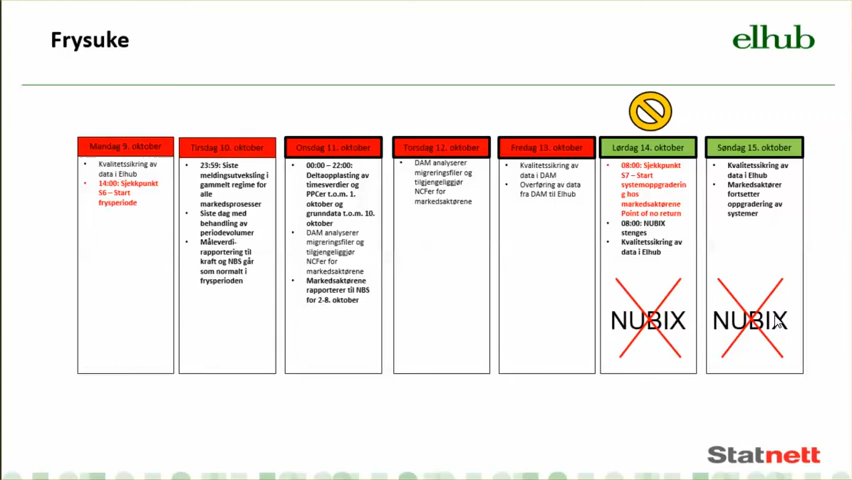 Frysuke
elhub
Mandag 9. oktober
Kvalitetssikring av
data i Elhub
14:00: Sjekkpunkt
S6 – Start
frysperiode
Tirsdag 10. oktober
23:59: Siste
meldingsutveksling i
gammelt regime for
alle
markedsprosesser
Siste dag med
behandling av
periodevolumer
Måleverdi-
rapportering til
kraft og NBS går
som normalt i
frysperioden
Onsdag 11. oktober
00:00 – 22:00:
Deltaopplasting av
timesverdier og
PPCer t.o.m. 1.
oktober og
grunndata t.o.m. 10.
oktober
DAM analyserer
migreringsfiler og
tilgjengeliggjør
NCFer for
markedsaktørene
Markedsaktørene
rapporterer til NBS
for 2-8. oktober
Torsdag 12. oktober
DAM analyserer
migreringsfiler og
tilgjengeliggjør
NCFer for
markedsaktørene
Fredag 13. oktober
Kvalitetssikring av
data i DAM
Overføring av data
fra DAM til Elhub
Lørdag 14. oktober
08:00: Sjekkpunkt
S7 – Start
systemoppgraderin
g hos
markedsaktørene
Point of no return
08:00: NUBIX
stenges
Kvalitetssikring av
data i Elhub
NUBIX
Søndag 15. oktober
Kvalitetssikring av
data i Elhub
Markedsaktører
fortsetter
oppgradering av
systemer
NUBIX
Statnett